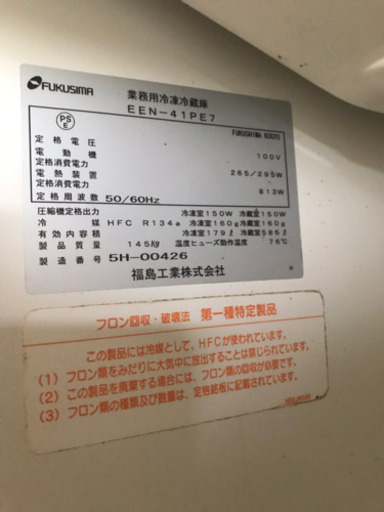 FUKUSIMA
業務用冷凍冷蔵庫
EEN-41PE7
PS
E
FUKUSHIMA KOGYO
定格電圧 100V
電動機
定格消費電力 265/295W
電熱装置
定格消費電力 813W
定格周波数 50/60Hz
圧縮機定格出力 冷凍室150W 冷蔵室150W
冷媒 HFC R134a 冷凍室160g 冷蔵室160g
有効内容積 冷凍室179ℓ 冷蔵室586ℓ
製品質量 145kg 温度ヒューズ動作温度 76℃
製造番号 5H-00426
福島工業株式会社
フロン回収・破壊法 第一種特定製品
この製品には冷媒として、HFCが使われています。
(1) フロン類をみだりに大気中に放出することは禁じられています。
(2) この製品を廃棄する場合には、フロン類の回収が必要です。
(3) フロン類の種類及び数量は、定格銘板に記載されています。